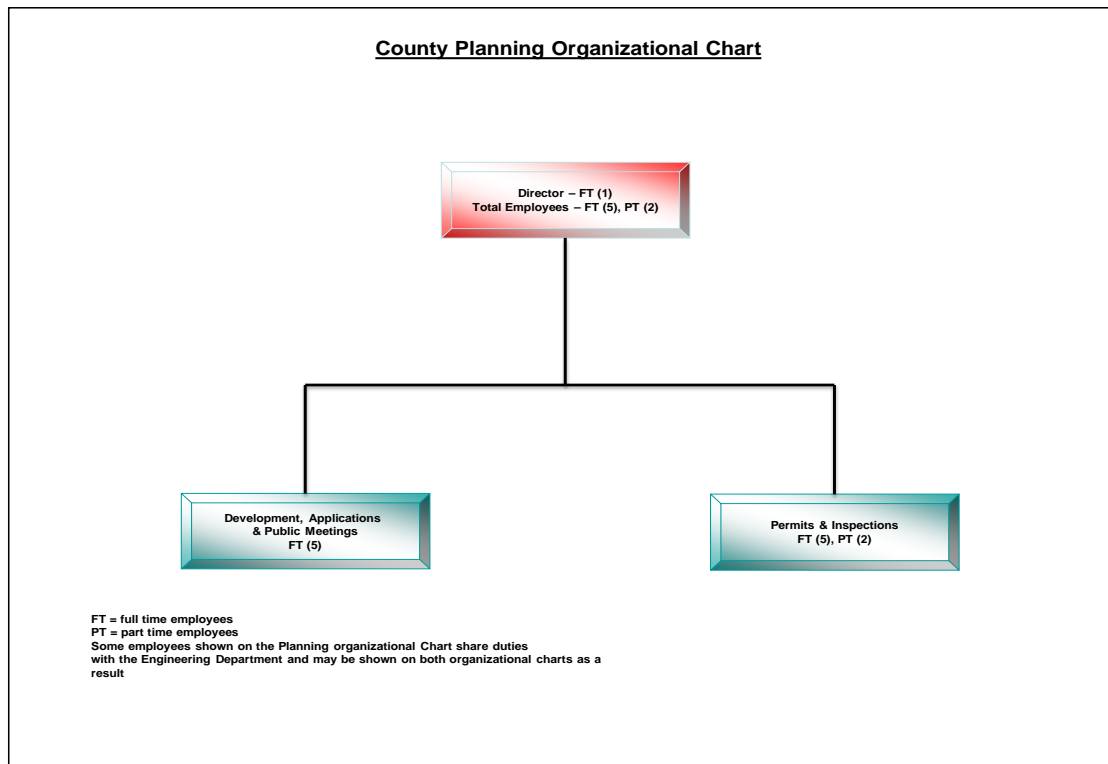 County Planning Organizational Chart
Director – FT (1)
Total Employees – FT (5), PT (2)
Development, Applications
& Public Meetings
FT (5)
Permits & Inspections
FT (5), PT (2)
FT = full time employees
PT = part time employees
Some employees shown on the Planning organizational Chart share duties
with the Engineering Department and may be shown on both organizational charts as a
result